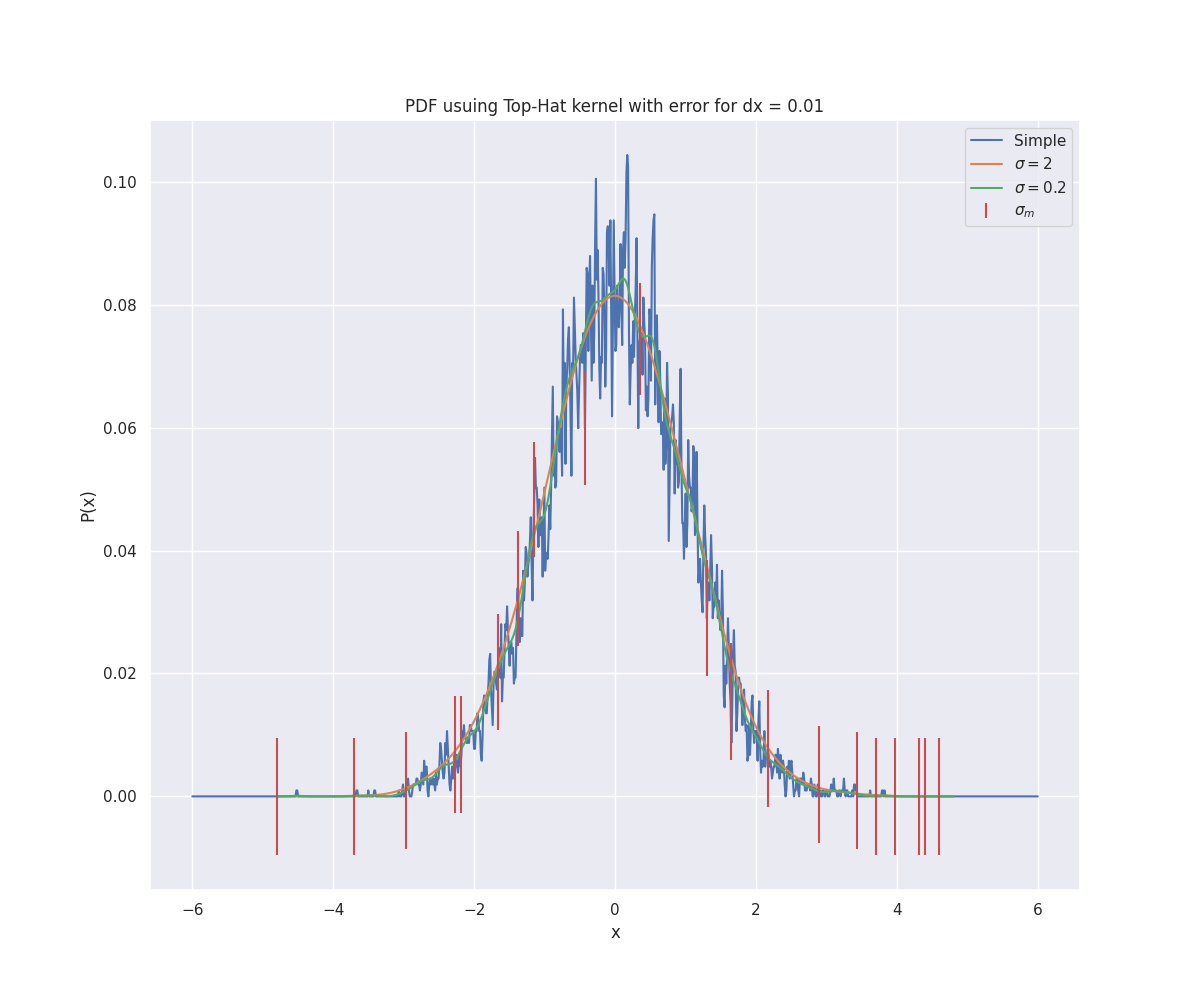 PDF usuing Top-Hat kernel with error for dx = 0.01
Simple
σ = 2
σ = 0.2
σm
0.10
0.08
0.06
0.04
0.02
0.00
P(x)
−6
−4
−2
0
2
4
6
x